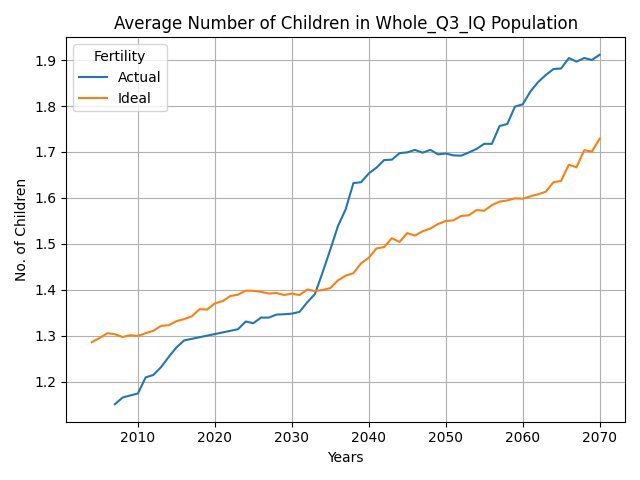 Average Number of Children in Whole_Q3_IQ Population
Fertility
Actual
Ideal
No. of Children
1.9
1.8
1.7
1.6
1.5
1.4
1.3
1.2
2010 2020 2030 2040 2050 2060 2070
Years